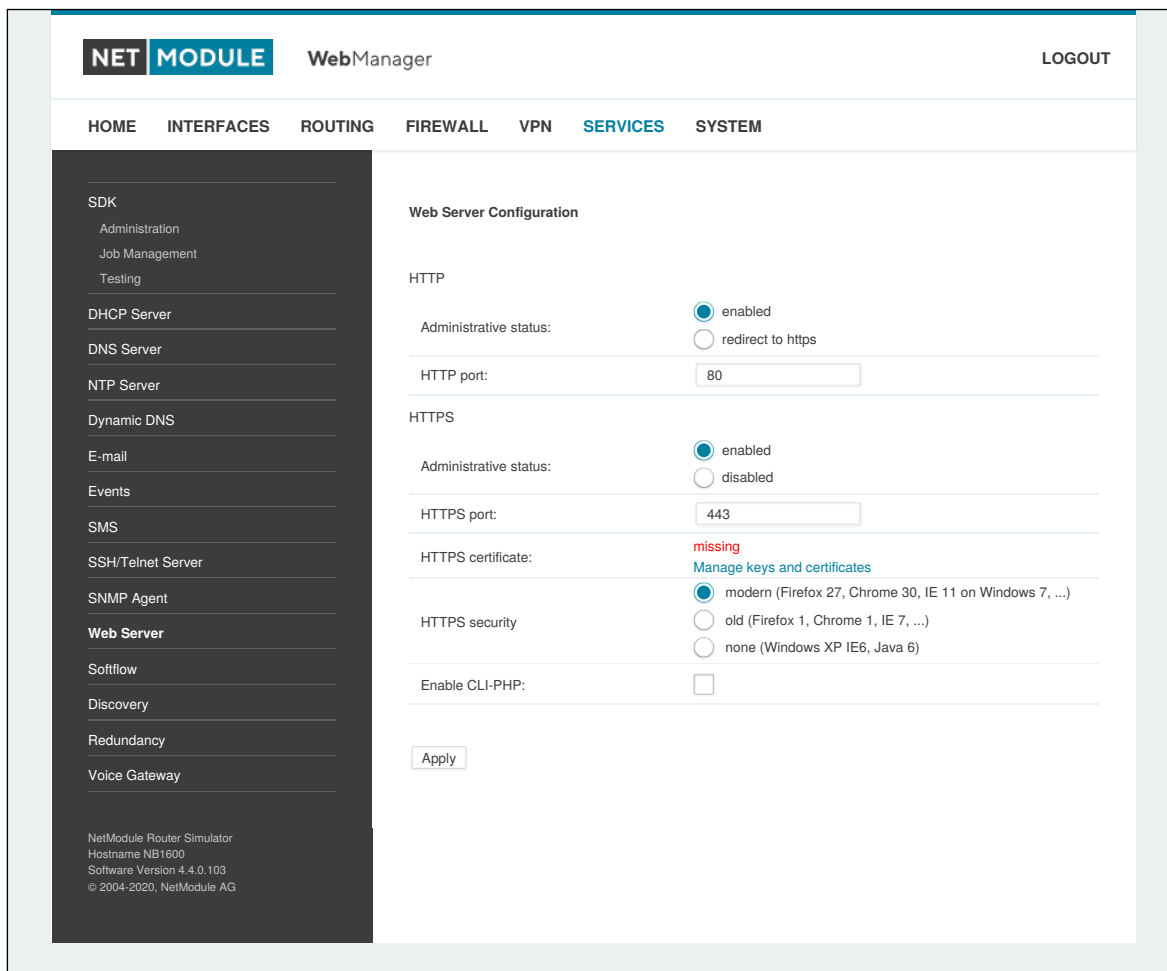 NET MODULE WebManager LOGOUT
HOME INTERFACES ROUTING FIREWALL VPN SERVICES SYSTEM
SDK
Administration
Job Management
Testing
DHCP Server
DNS Server
NTP Server
Dynamic DNS
E-mail
Events
SMS
SSH/Telnet Server
SNMP Agent
Web Server
Softflow
Discovery
Redundancy
Voice Gateway
NetModule Router Simulator
Hostname NB1600
Software Version 4.4.0.103
© 2004-2020, NetModule AG
Web Server Configuration
HTTP
Administrative status:
enabled
redirect to https
HTTP port: 80
HTTPS
Administrative status:
enabled
disabled
HTTPS port: 443
HTTPS certificate:
missing
Manage keys and certificates
HTTPS security
modern (Firefox 27, Chrome 30, IE 11 on Windows 7, ...)
old (Firefox 1, Chrome 1, IE 7, ...)
none (Windows XP IE6, Java 6)
Enable CLI-PHP:
Apply